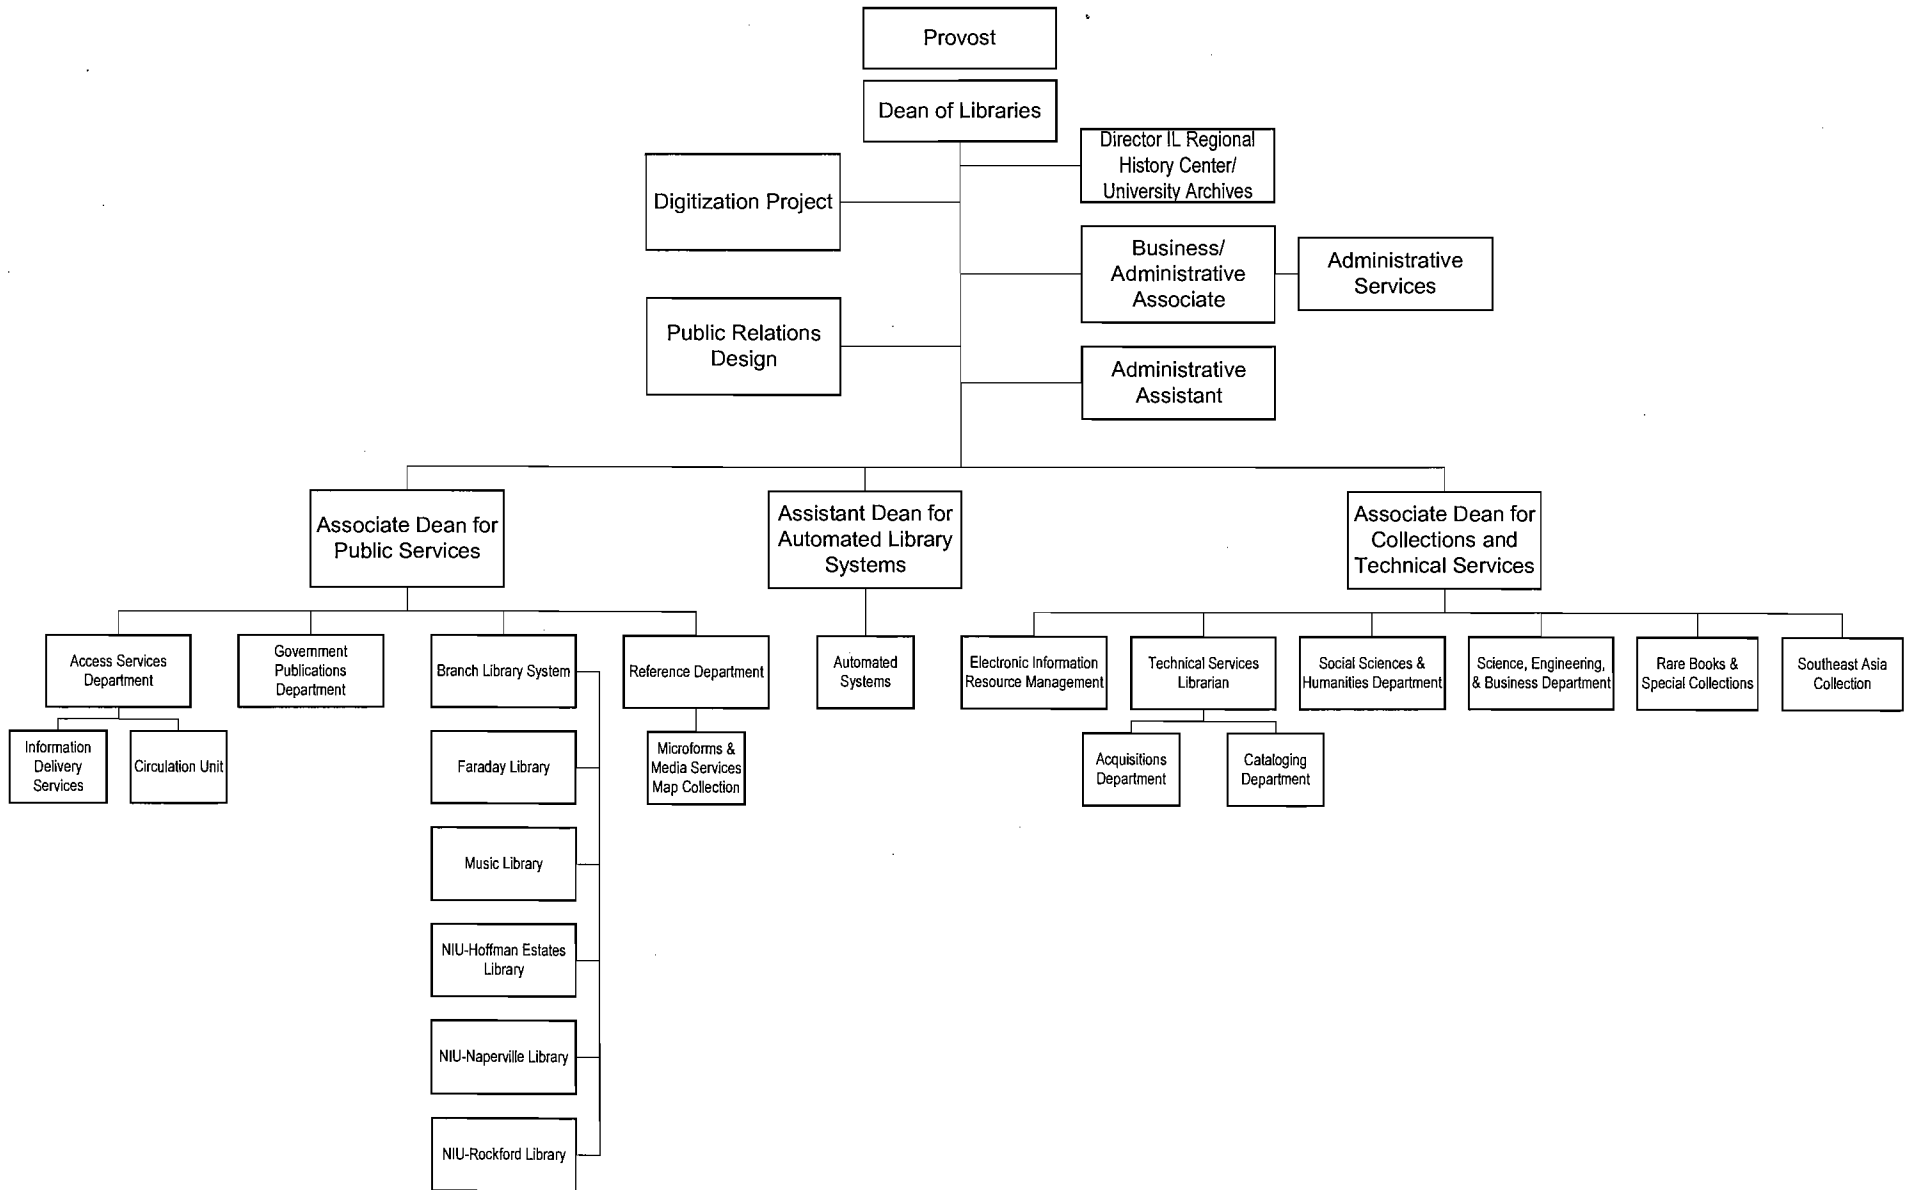 Provost
Dean of Libraries
Director IL Regional
History Center/
University Archives
Digitization Project
Business/
Administrative
Associate
Administrative
Services
Public Relations
Design
Administrative
Assistant
Associate Dean for
Public Services
Assistant Dean for
Automated Library
Systems
Associate Dean for
Collections and
Technical Services
Access Services
Department
Government
Publications
Department
Branch Library System
Reference Department
Automated
Systems
Electronic Information
Resource Management
Technical Services
Librarian
Social Sciences &
Humanities Department
Science, Engineering,
& Business Department
Rare Books &
Special Collections
Southeast Asia
Collection
Information
Delivery
Services
Circulation Unit
Faraday Library
Microforms &
Media Services
Map Collection
Acquisitions
Department
Cataloging
Department
Music Library
NIU-Hoffman Estates
Library
NIU-Naperville Library
NIU-Rockford Library